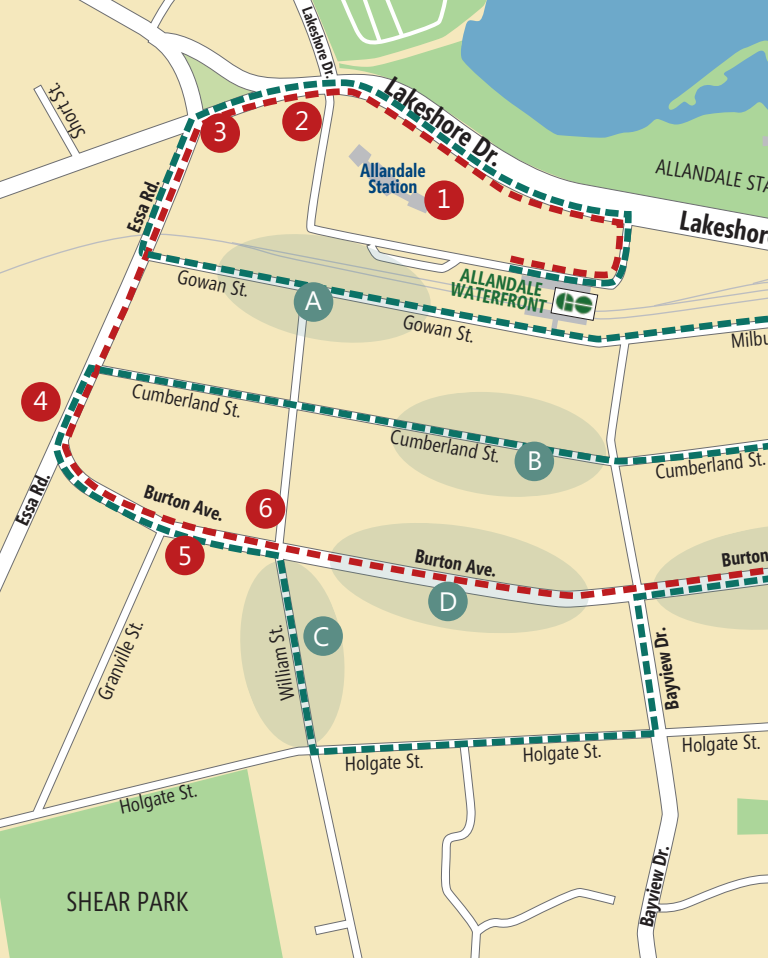 Lakeshore Dr.
Short St.
Lakeshore Dr.
2
3
ALLANDALE STA
Allandale
Station
1
Essa Rd.
Lakeshor
Gowan St.
ALLANDALE
WATERFRONT
GO
A
Gowan St.
Milbu
4
Cumberland St.
Cumberland St.
B
Cumberland St.
Essa Rd.
Burton Ave.
6
5
Burton Ave.
D
Burton
William St.
C
Granville St.
Bayview Dr.
Holgate St.
Holgate St.
Holgate St.
Holgate St.
SHEAR PARK
Bayview Dr.